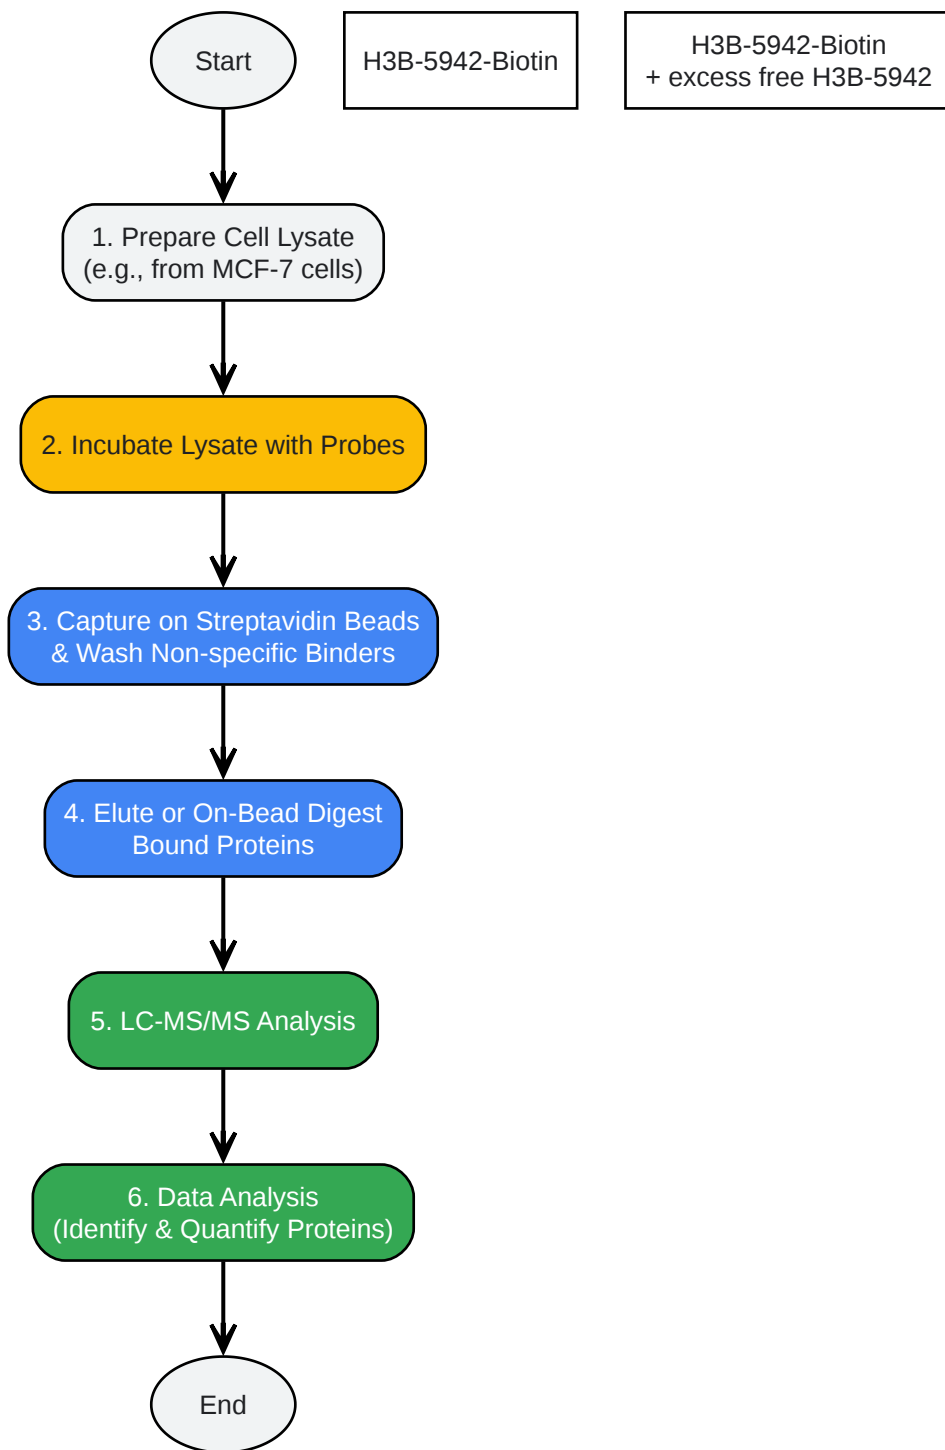 Start
H3B-5942-Biotin
H3B-5942-Biotin
+ excess free H3B-5942
1. Prepare Cell Lysate
(e.g., from MCF-7 cells)
2. Incubate Lysate with Probes
3. Capture on Streptavidin Beads
& Wash Non-specific Binders
4. Elute or On-Bead Digest
Bound Proteins
5. LC-MS/MS Analysis
6. Data Analysis
(Identify & Quantify Proteins)
End